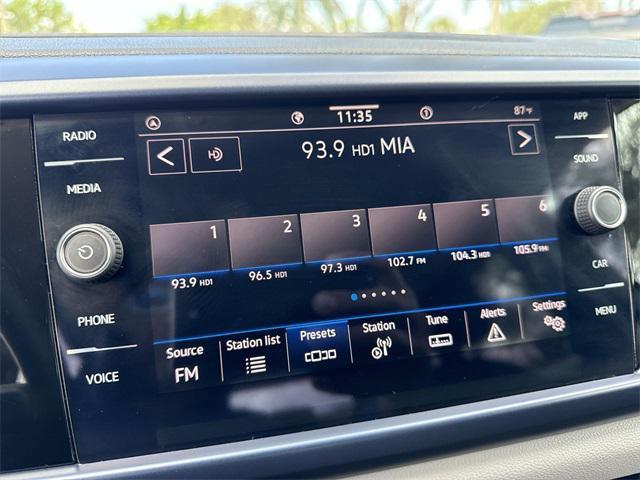 RADIO
MEDIA
PHONE
VOICE
11:35
1
87°F
HD
93.9 HD1 MIA
1
93.9 HD1
2
96.5 HD1
3
97.3 HD1
4
102.7 FM
5
104.3 HD1
6
105.9 FM
Source
FM
Station list
Presets
Station
Tune
Alerts
Settings
APP
SOUND
CAR
MENU